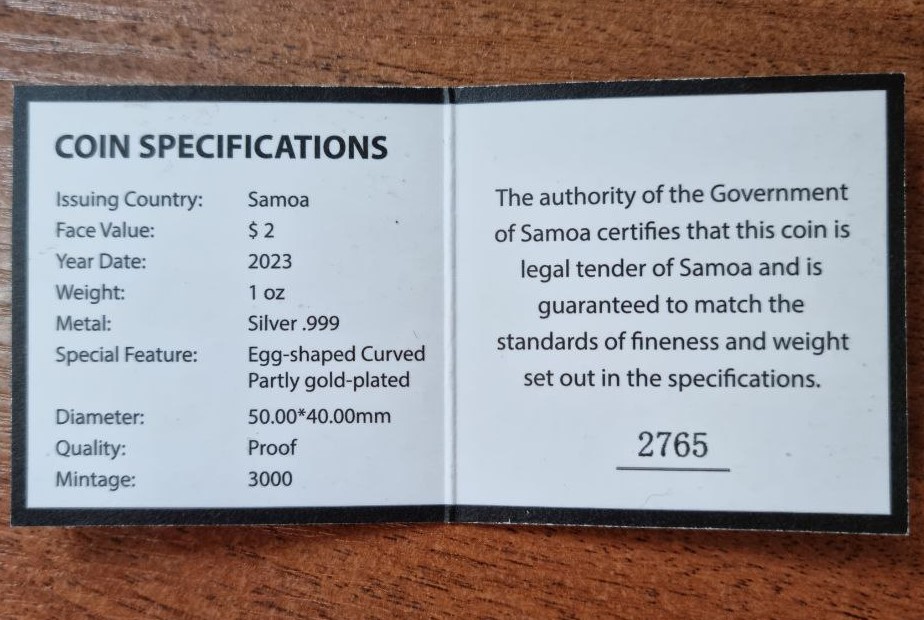 COIN SPECIFICATIONS
Issuing Country: Samoa
Face Value: $ 2
Year Date: 2023
Weight: 1 oz
Metal: Silver .999
Special Feature: Egg-shaped Curved
Partly gold-plated
Diameter: 50.00*40.00mm
Quality: Proof
Mintage: 3000
The authority of the Government
of Samoa certifies that this coin is
legal tender of Samoa and is
guaranteed to match the
standards of fineness and weight
set out in the specifications.
2765